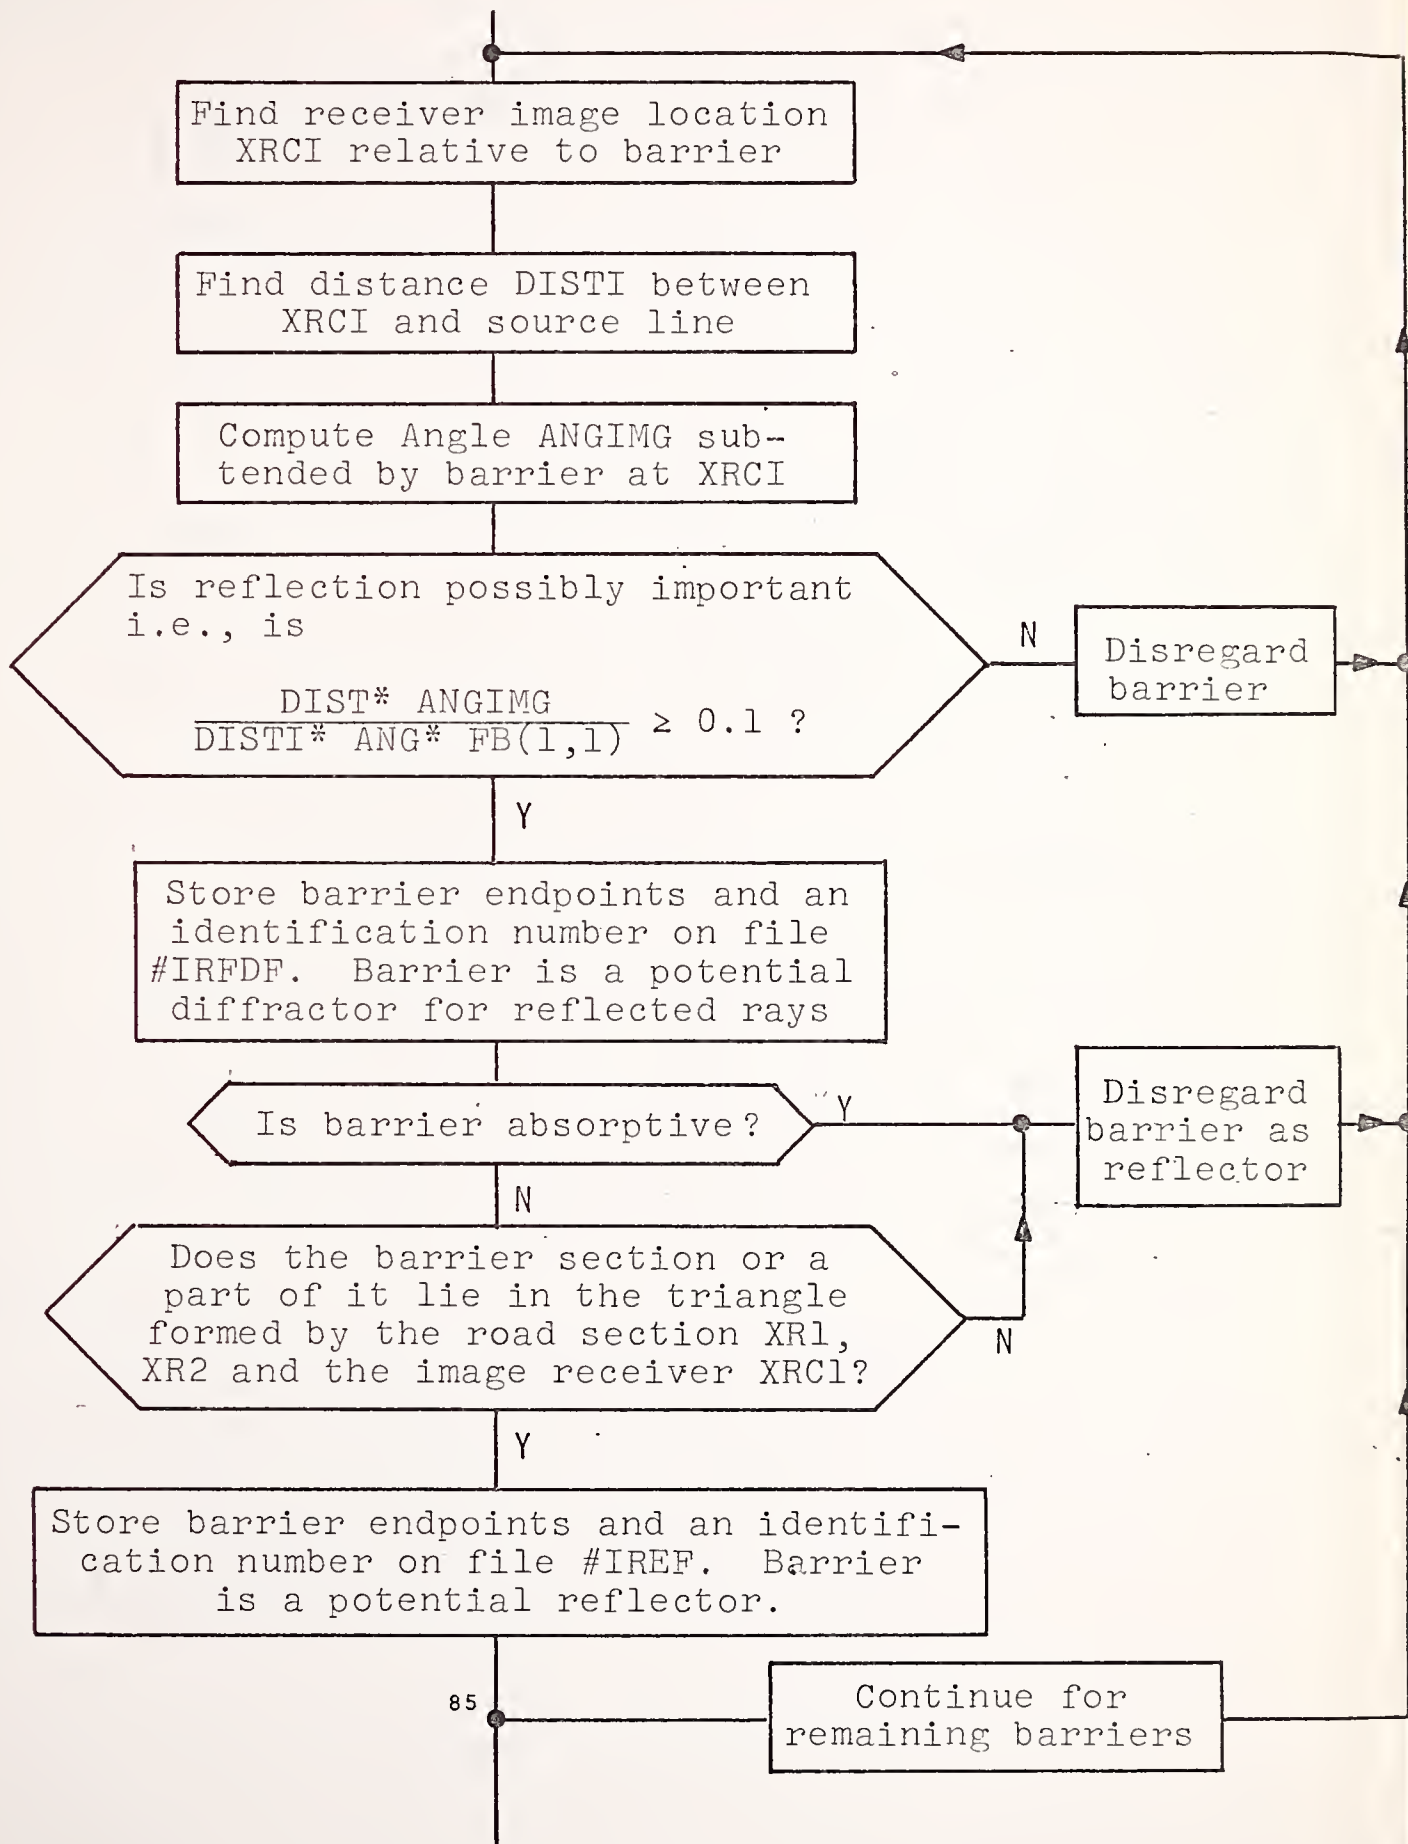 Find receiver image location
XRCI relative to barrier
Find distance DISTI between
XRCI and source line
Compute Angle ANGIMG sub-
tended by barrier at XRCI
Is reflection possibly important
i.e., is
DIST* ANGIMG
DISTI* ANG* FB(1,1) ≥ 0.1 ?
N
Disregard
barrier
Y
Store barrier endpoints and an
identification number on file
#IRFDF. Barrier is a potential
diffractor for reflected rays
Is barrier absorptive?
Y
Disregard
barrier as
reflector
N
Does the barrier section or a
part of it lie in the triangle
formed by the road section XR1,
XR2 and the image receiver XRC1?
N
Y
Store barrier endpoints and an identifi-
cation number on file #IREF. Barrier
is a potential reflector.
85
Continue for
remaining barriers